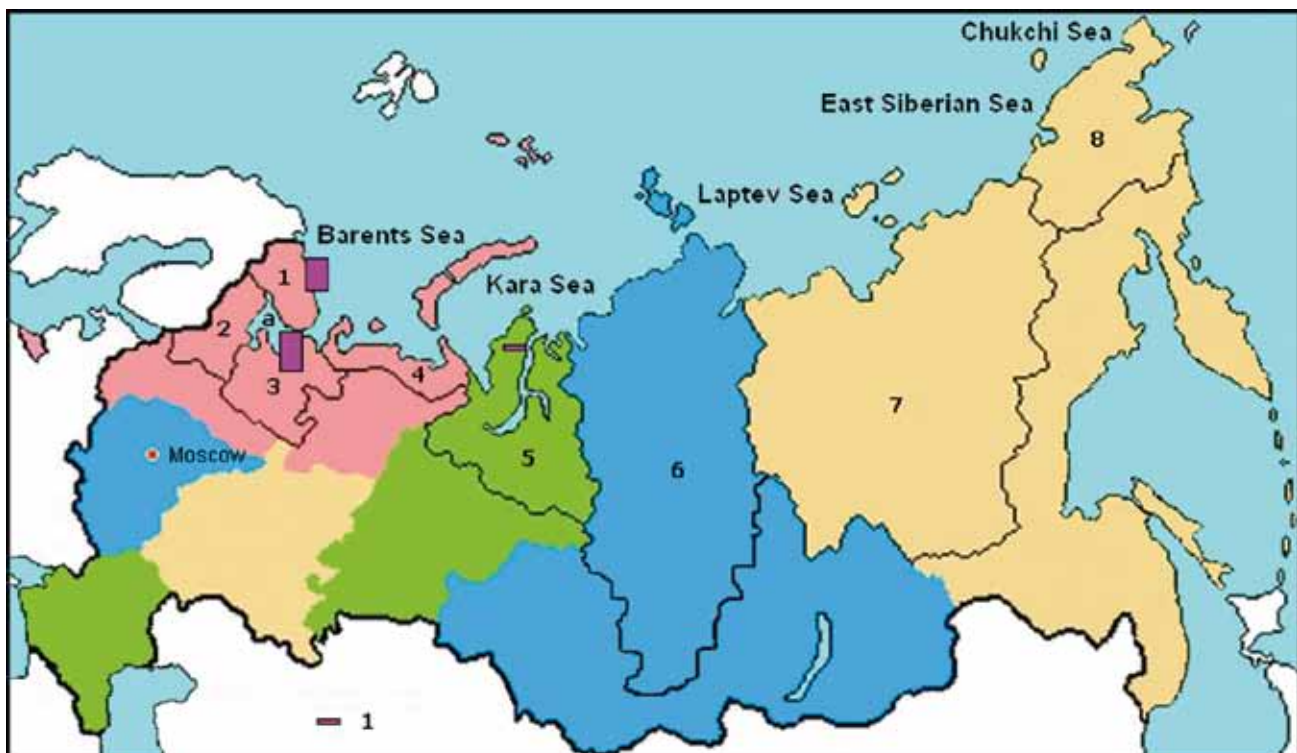 Chukchi Sea
East Siberian Sea
8
Laptev Sea
Barents Sea
1
Kara Sea
2
a
3
4
7
Moscow
5
6
1